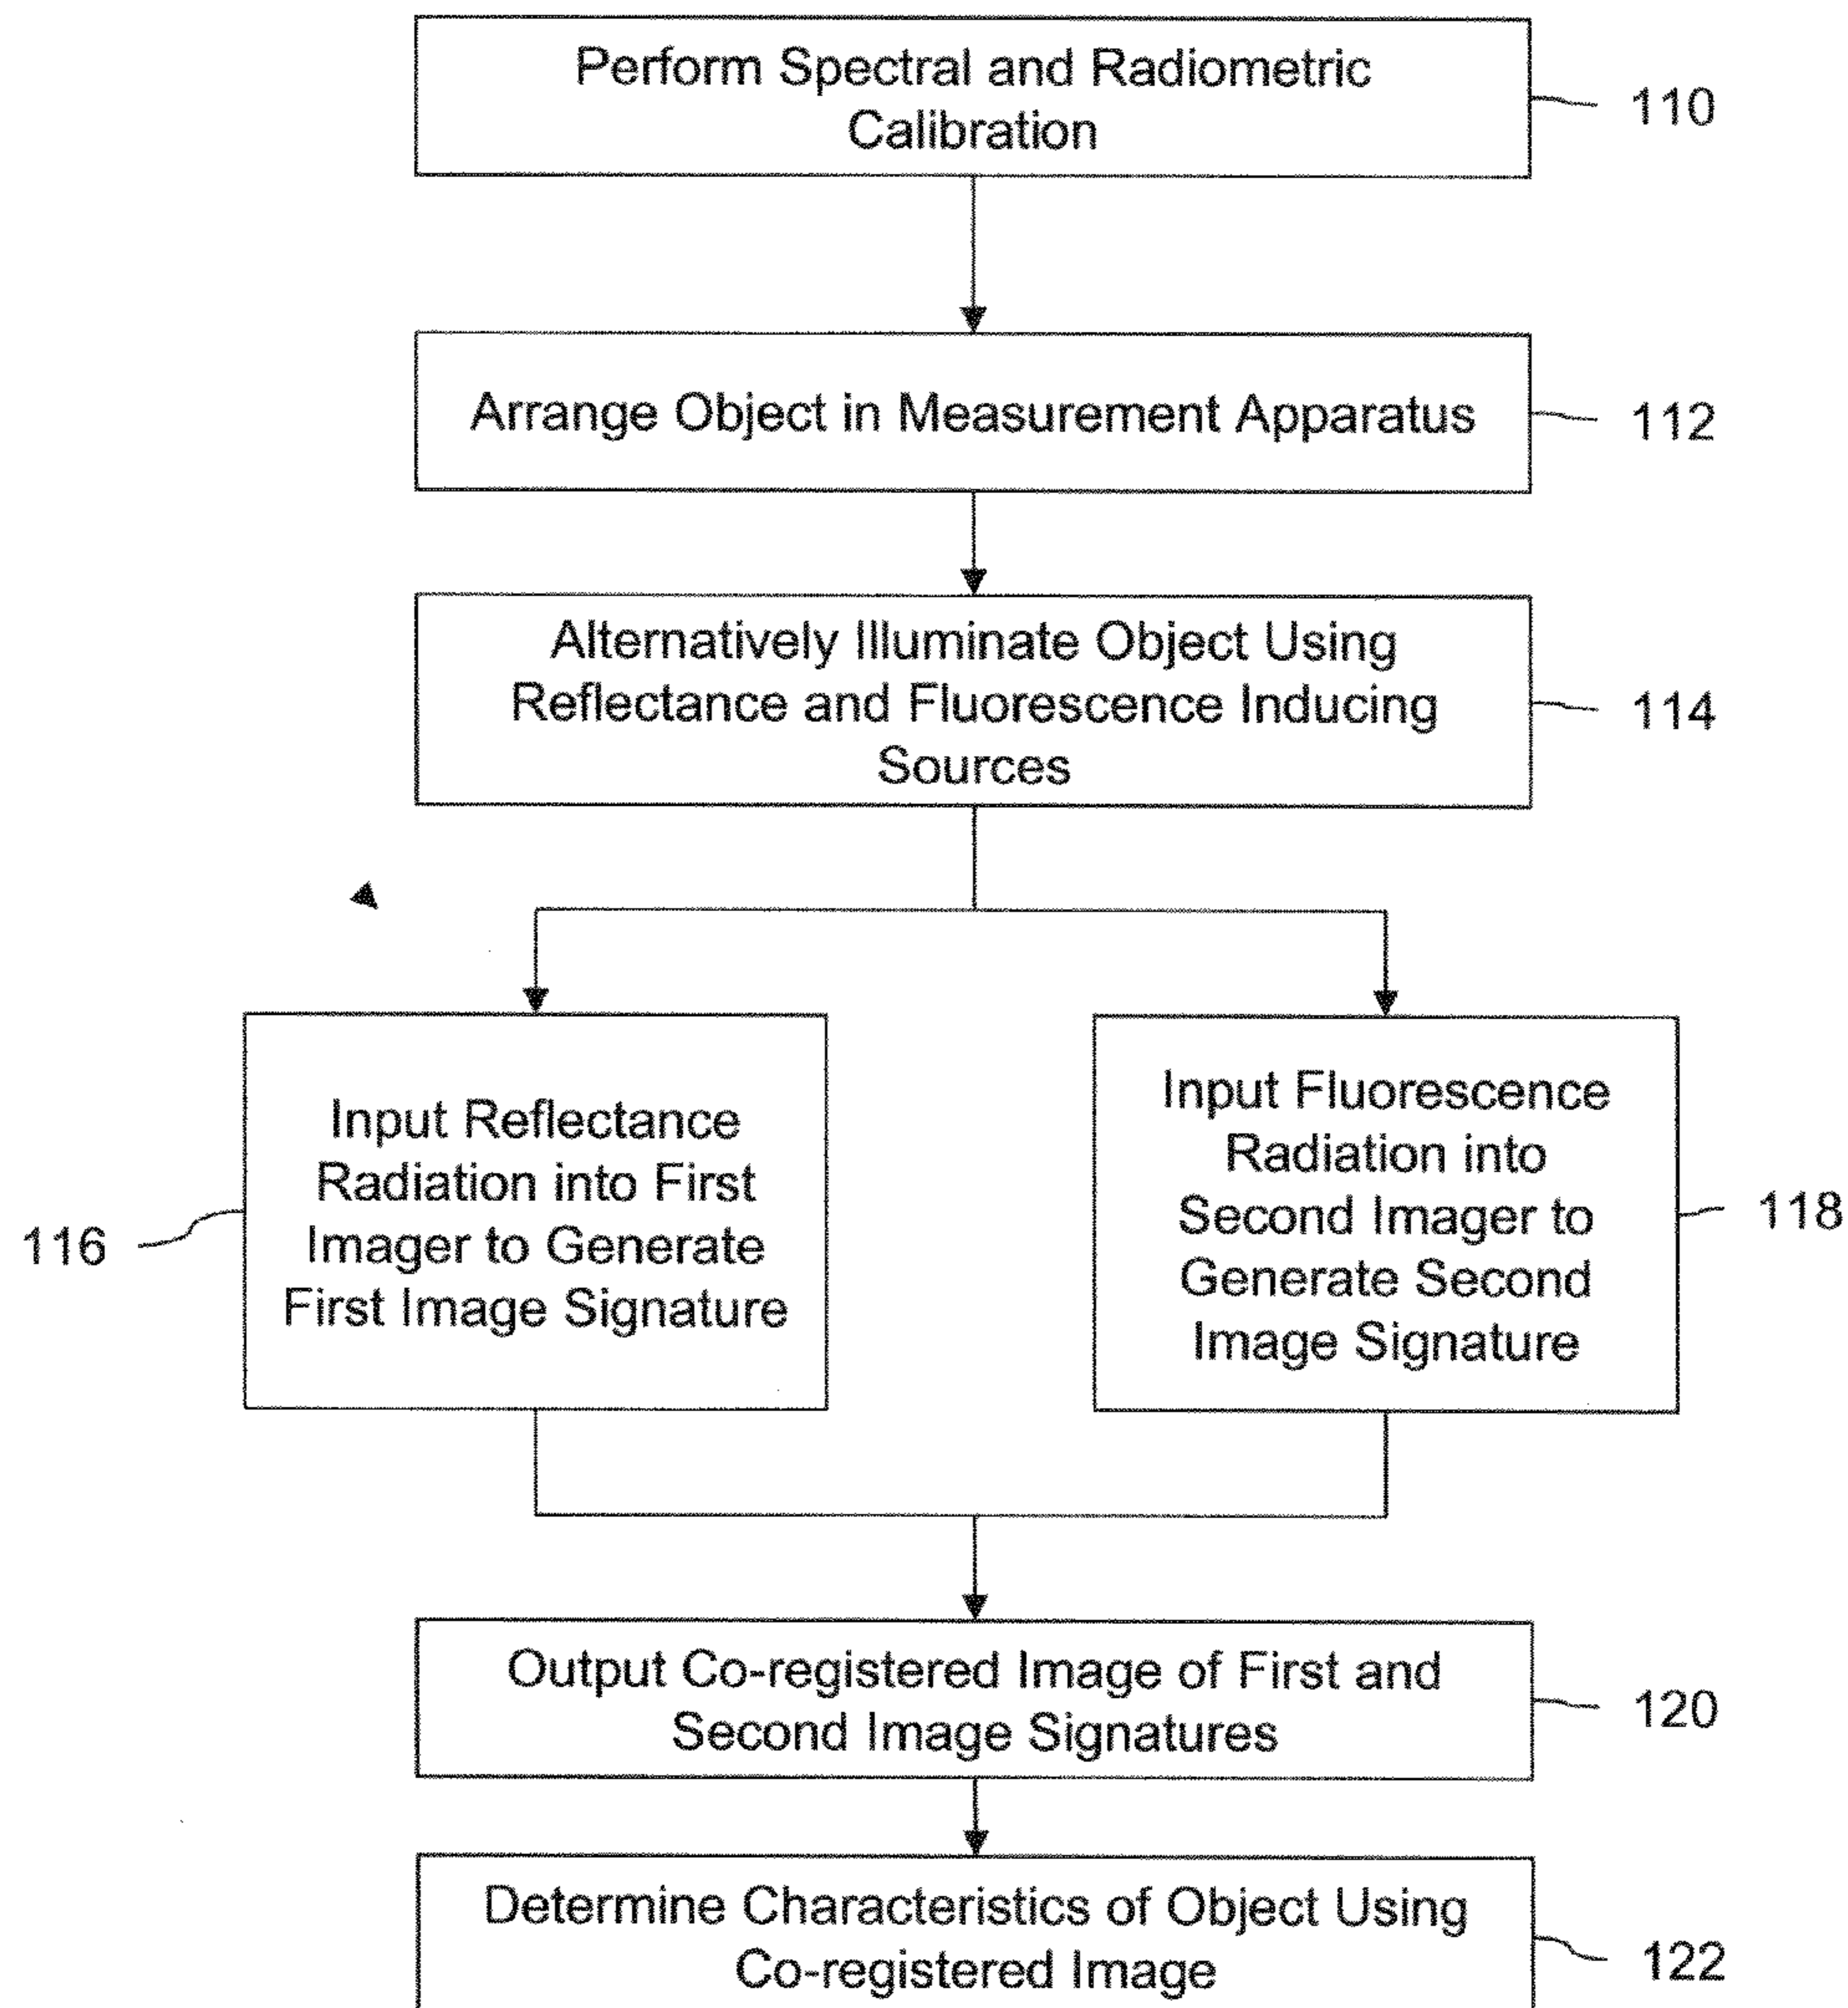 Perform Spectral and Radiometric
Calibration
110
Arrange Object in Measurement Apparatus
112
Alternatively Illuminate Object Using
Reflectance and Fluorescence Inducing
Sources
114
Input Reflectance
Radiation into First
Imager to Generate
First Image Signature
116
Input Fluorescence
Radiation into
Second Imager to
Generate Second
Image Signature
118
Output Co-registered Image of First and
Second Image Signatures
120
Determine Characteristics of Object Using
Co-registered Image
122